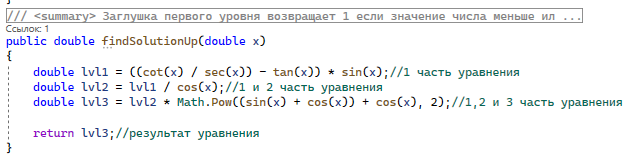 /// <summary> Заглушка первого уровня возвращает 1 если значение числа меньше ил ...
Ссылок: 1
public double findSolutionUp(double x)
{
double lvl1 = ((cot(x) / sec(x)) - tan(x)) * sin(x);//1 часть уравнения
double lvl2 = lvl1 / cos(x);//1 и 2 часть уравнения
double lvl3 = lvl2 * Math.Pow((sin(x) + cos(x)) + cos(x), 2);//1,2 и 3 часть уравнения
return lvl3;//результат уравнения
}